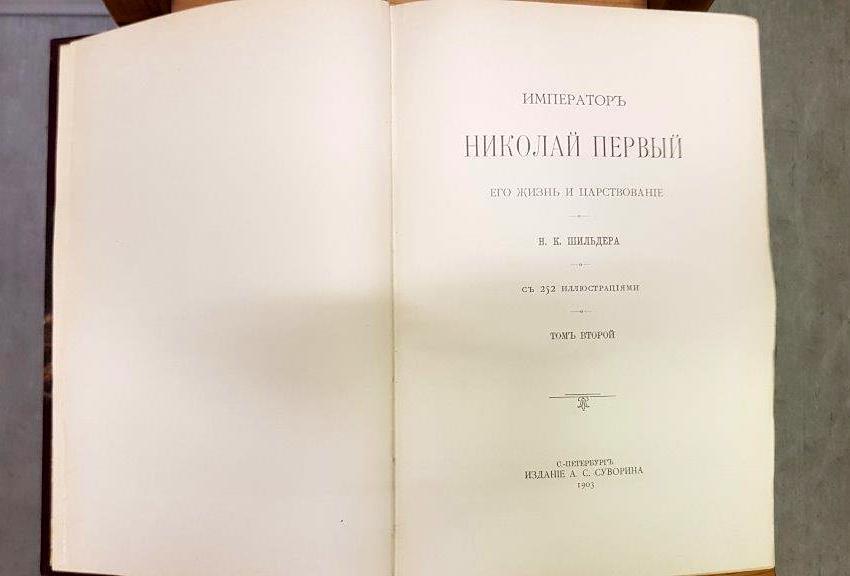 ИМПЕРАТОРЪ
НИКОЛАЙ ПЕРВЫЙ
ЕГО ЖИЗНЬ И ЦАРСТВОВАНІЕ
Н. К. ШИЛЬДЕРА
СЪ 252 ИЛЛЮСТРАЦІЯМИ
ТОМЪ ВТОРОЙ
С.-ПЕТЕРБУРГЪ
ИЗДАНІЕ А. С. СУВОРИНА
1903